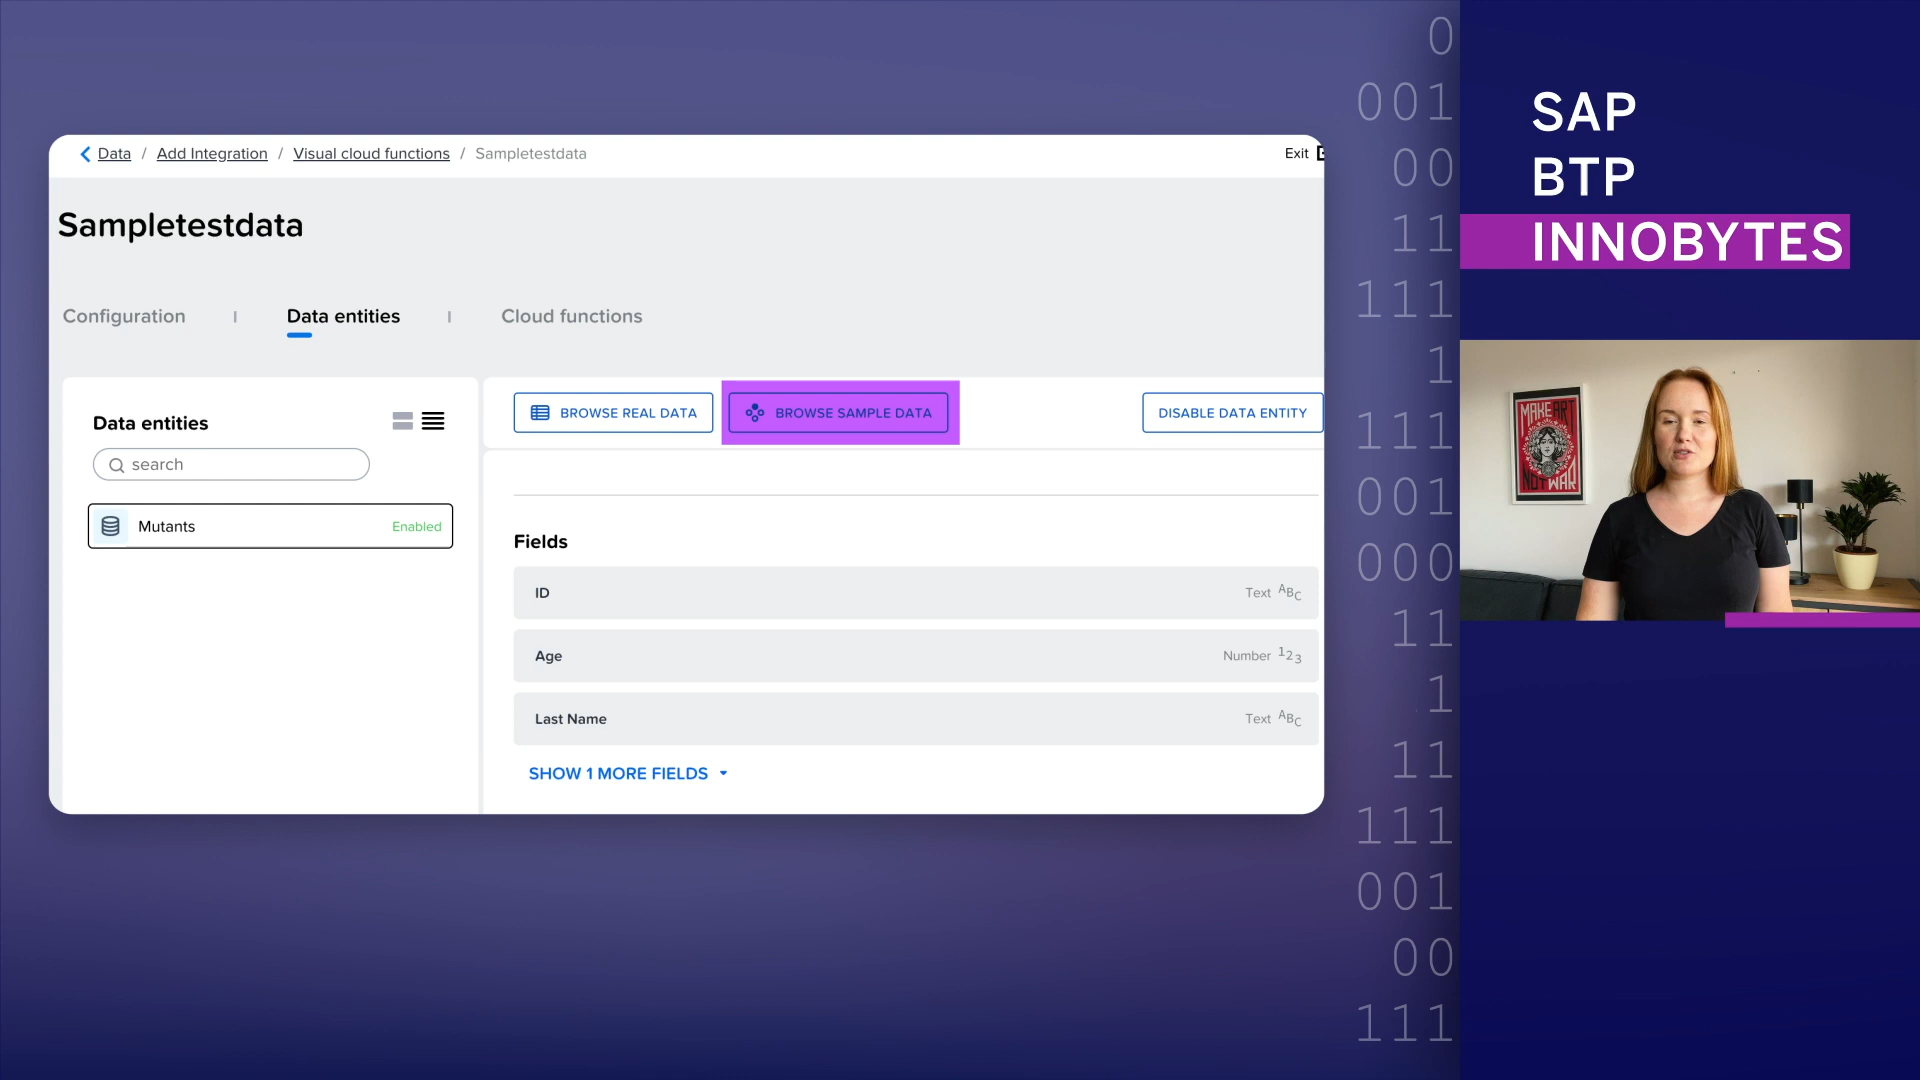 Data / Add Integration / Visual cloud functions / Sampletestdata
Exit
Sampletestdata
Configuration | Data entities | Cloud functions
Data entities
search
Mutants Enabled
BROWSE REAL DATA
BROWSE SAMPLE DATA
DISABLE DATA ENTITY
Fields
ID Text ABC
Age Number 123
Last Name Text ABC
SHOW 1 MORE FIELDS
0
001
00
11
111
1
111
001
000
11
1
11
111
001
00
111
SAP
BTP
INNOBYTES
MAKE ART
NOT WAR